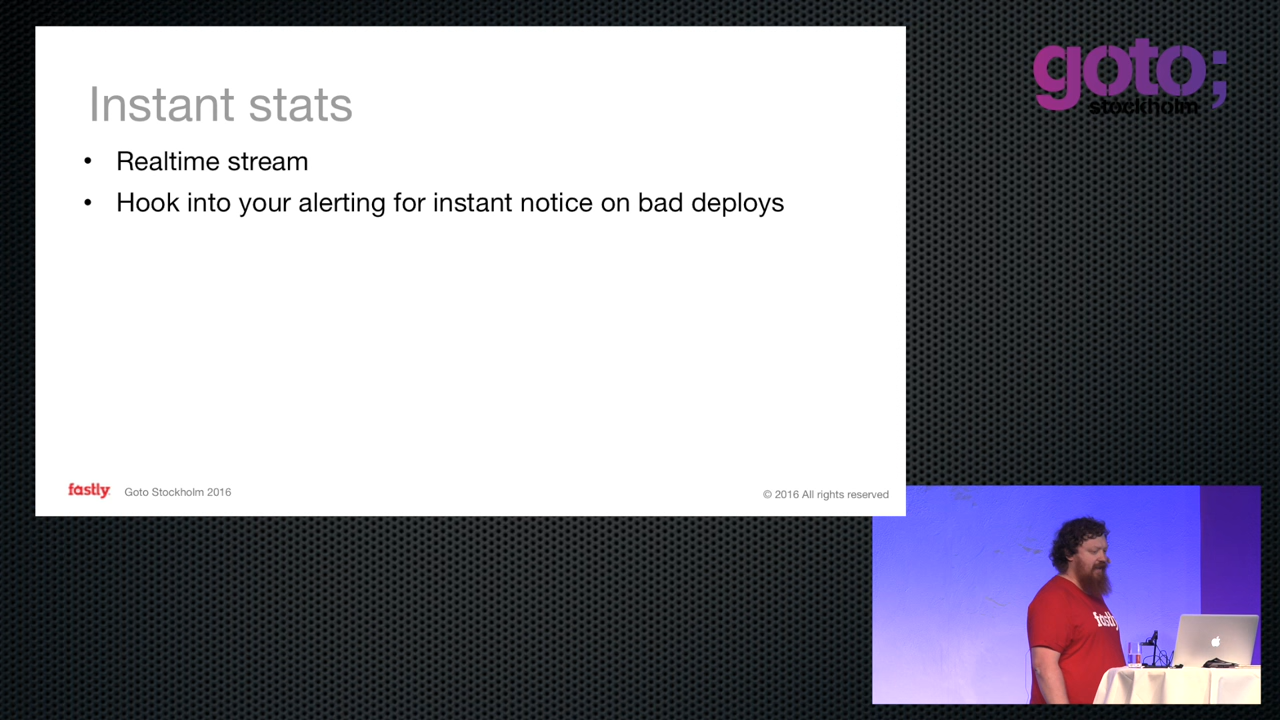 Instant stats
• Realtime stream
• Hook into your alerting for instant notice on bad deploys
fastly
Goto Stockholm 2016
© 2016 All rights reserved
goto;
stockholm
fastly